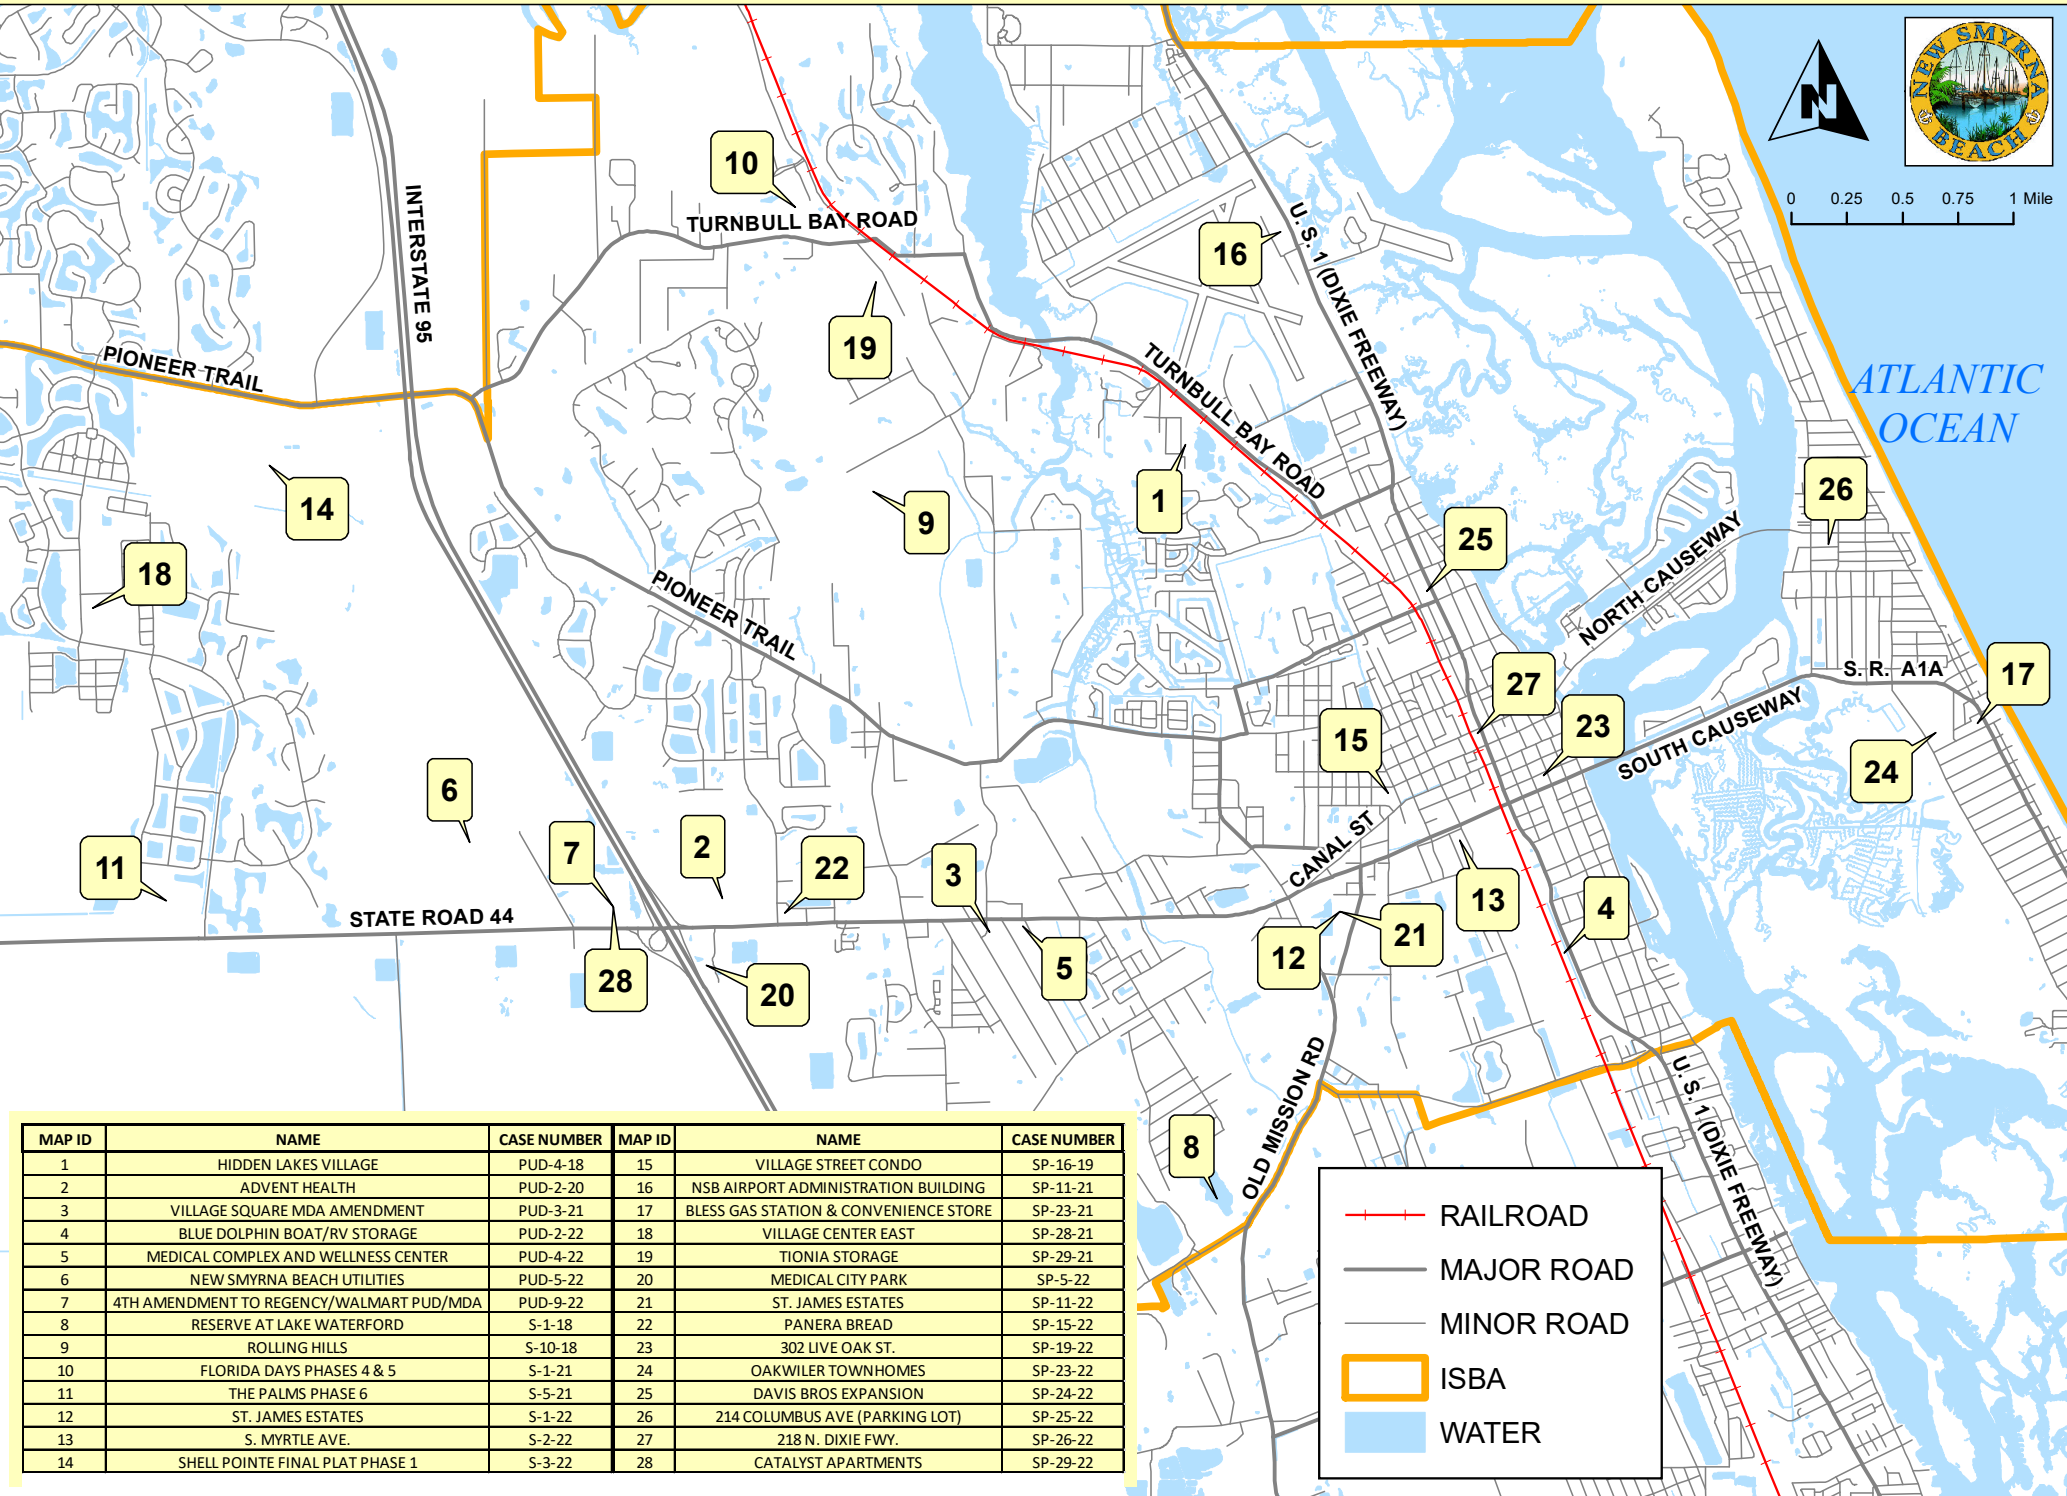 NEW SMYRNA BEACH
N
0 0.25 0.5 0.75 1 Mile
10
TURNBULL BAY ROAD
INTERSTATE 95
16
U. S. 1 (DIXIE FREEWAY)
19
PIONEER TRAIL
TURNBULL BAY ROAD
ATLANTIC
OCEAN
14
9
1
26
25
18
NORTH CAUSEWAY
PIONEER TRAIL
S. R. A1A
17
27
23
15
SOUTH CAUSEWAY
24
6
11
7
2
22
3
CANAL ST
13
4
STATE ROAD 44
21
12
5
28
20
OLD MISSION RD
U. S. 1 (DIXIE FREEWAY)
8
MAP ID NAME CASE NUMBER MAP ID NAME CASE NUMBER
1 HIDDEN LAKES VILLAGE PUD-4-18 15 VILLAGE STREET CONDO SP-16-19
2 ADVENT HEALTH PUD-2-20 16 NSB AIRPORT ADMINISTRATION BUILDING SP-11-21
3 VILLAGE SQUARE MDA AMENDMENT PUD-3-21 17 BLESS GAS STATION & CONVENIENCE STORE SP-23-21
4 BLUE DOLPHIN BOAT/RV STORAGE PUD-2-22 18 VILLAGE CENTER EAST SP-28-21
5 MEDICAL COMPLEX AND WELLNESS CENTER PUD-4-22 19 TIONIA STORAGE SP-29-21
6 NEW SMYRNA BEACH UTILITIES PUD-5-22 20 MEDICAL CITY PARK SP-5-22
7 4TH AMENDMENT TO REGENCY/WALMART PUD/MDA PUD-9-22 21 ST. JAMES ESTATES SP-11-22
8 RESERVE AT LAKE WATERFORD S-1-18 22 PANERA BREAD SP-15-22
9 ROLLING HILLS S-10-18 23 302 LIVE OAK ST. SP-19-22
10 FLORIDA DAYS PHASES 4 & 5 S-1-21 24 OAKWILER TOWNHOMES SP-23-22
11 THE PALMS PHASE 6 S-5-21 25 DAVIS BROS EXPANSION SP-24-22
12 ST. JAMES ESTATES S-1-22 26 214 COLUMBUS AVE (PARKING LOT) SP-25-22
13 S. MYRTLE AVE. S-2-22 27 218 N. DIXIE FWY. SP-26-22
14 SHELL POINTE FINAL PLAT PHASE 1 S-3-22 28 CATALYST APARTMENTS SP-29-22
RAILROAD
MAJOR ROAD
MINOR ROAD
ISBA
WATER